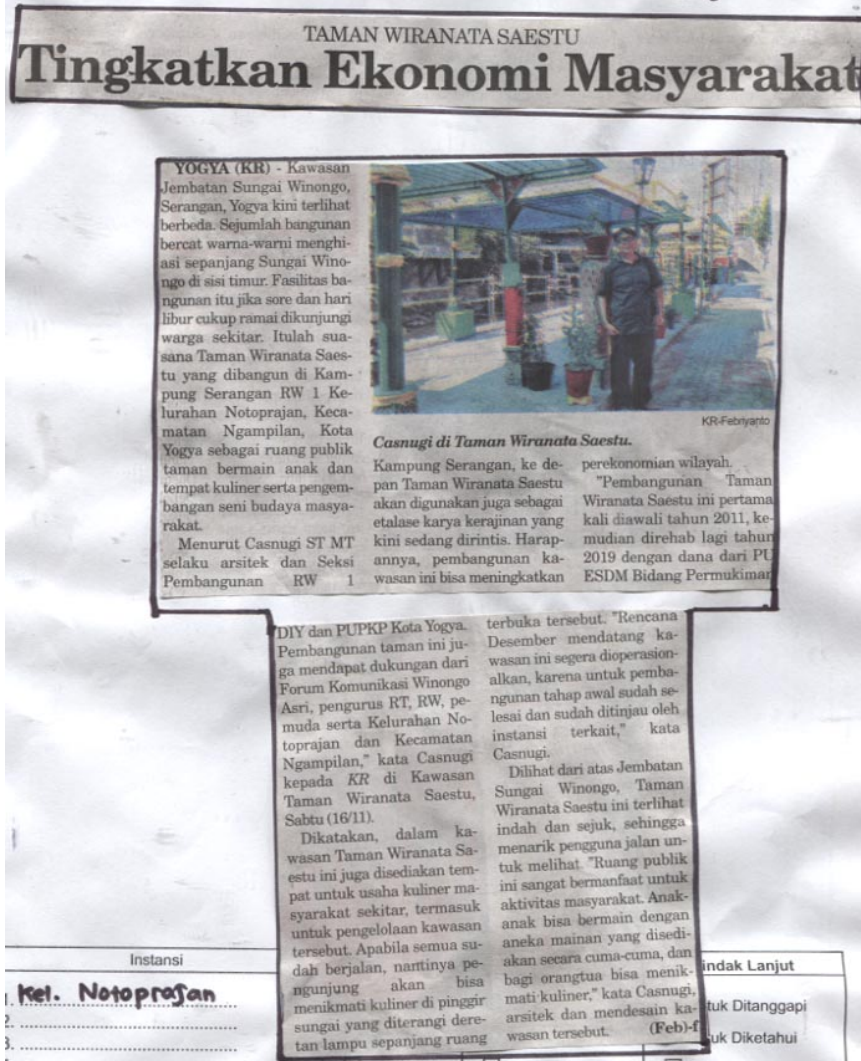 TAMAN WIRANATA SAESTU
Tingkatkan Ekonomi Masyarakat
YOGYA (KR) - Kawasan
Jembatan Sungai Winongo,
Serangan, Yogya kini terlihat
berbeda. Sejumlah bangunan
bercat warna-warni menghi-
asi sepanjang Sungai Wino-
ngo di sisi timur. Fasilitas ba-
ngunan itu jika sore dan hari
libur cukup ramai dikunjungi
warga sekitar. Itulah sua-
sana Taman Wiranata Saes-
tu yang dibangun di Kam-
pung Serangan RW 1 Ke-
lurahan Notoprajan, Keca-
matan Ngampilan, Kota
Yogya sebagai ruang publik
taman bermain anak dan
tempat kuliner serta pengem-
bangan seni budaya masya-
rakat.
Menurut Casnugi ST MT
selaku arsitek dan Seksi
Pembangunan RW 1
KR-Febriyanto
Casnugi di Taman Wiranata Saestu.
Kampung Serangan, ke de-
pan Taman Wiranata Saestu
akan digunakan juga sebagai
etalase karya kerajinan yang
kini sedang dirintis. Harap-
annya, pembangunan ka-
wasan ini bisa meningkatkan
perekonomian wilayah.
"Pembangunan Taman
Wiranata Saestu ini pertama
kali diawali tahun 2011, ke-
mudian direhab lagi tahun
2019 dengan dana dari PU
ESDM Bidang Permukiman
DIY dan PUPKP Kota Yogya.
Pembangunan taman ini ju-
ga mendapat dukungan dari
Forum Komunikasi Winongo
Asri, pengurus RT, RW, pe-
muda serta Kelurahan No-
toprajan dan Kecamatan
Ngampilan," kata Casnugi
kepada KR di Kawasan
Taman Wiranata Saestu,
Sabtu (16/11).
Dikatakan, dalam ka-
wasan Taman Wiranata Sa-
estu ini juga disediakan tem-
pat untuk usaha kuliner ma-
syarakat sekitar, termasuk
untuk pengelolaan kawasan
tersebut. Apabila semua su-
dah berjalan, nantinya pe-
ngunjung akan bisa
menikmati kuliner di pinggir
sungai yang diterangi dere-
tan lampu sepanjang ruang
terbuka tersebut. "Rencana
Desember mendatang ka-
wasan ini segera dioperasion-
alkan, karena untuk pemba-
ngunan tahap awal sudah se-
lesai dan sudah ditinjau oleh
instansi terkait," kata
Casnugi.
Dilihat dari atas Jembatan
Sungai Winongo, Taman
Wiranata Saestu ini terlihat
indah dan sejuk, sehingga
menarik pengguna jalan un-
tuk melihat. "Ruang publik
ini sangat bermanfaat untuk
aktivitas masyarakat. Anak-
anak bisa bermain dengan
aneka mainan yang disedi-
akan secara cuma-cuma, dan
bagi orangtua bisa menik-
mati kuliner," kata Casnugi,
arsitek dan mendesain ka-
wasan tersebut. (Feb)-f
Instansi
1. Kel. Notoprajan
2
3.
indak Lanjut
tuk Ditanggapi
uk Diketahui